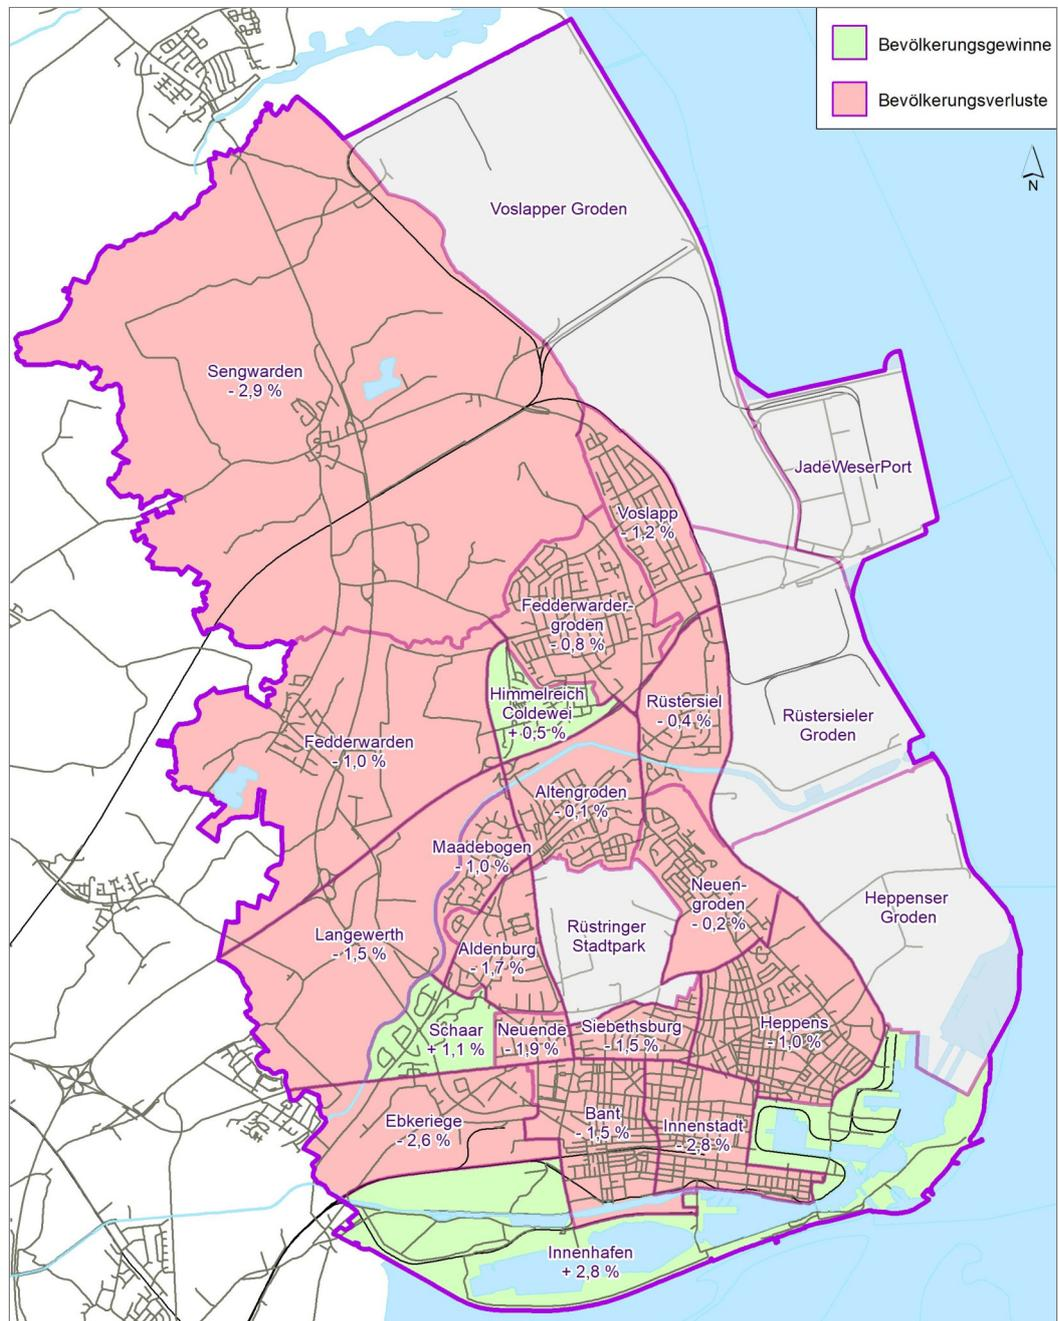 Bevölkerungsgewinne
Bevölkerungsverluste
N
Voslapper Groden
Sengwarden
- 2,9 %
JadeWeserPort
Voslapp
- 1,2 %
Fedderwarder-
groden
- 0,8 %
Himmelreich
Coldewei
+ 0,5 %
Rüstersiel
- 0,4 %
Rüstersieler
Groden
Fedderwarden
- 1,0 %
Altengroden
- 0,1 %
Maadebogen
- 1,0 %
Neuen-
groden
- 0,2 %
Heppenser
Groden
Langewerth
- 1,5 %
Aldenburg
- 1,7 %
Rüstringer
Stadtpark
Schaar
+ 1,1 %
Neuende
- 1,9 %
Siebethsburg
- 1,5 %
Heppens
- 1,0 %
Ebkeriege
- 2,6 %
Bant
- 1,5 %
Innenstadt
- 2,8 %
Innenhafen
+ 2,8 %